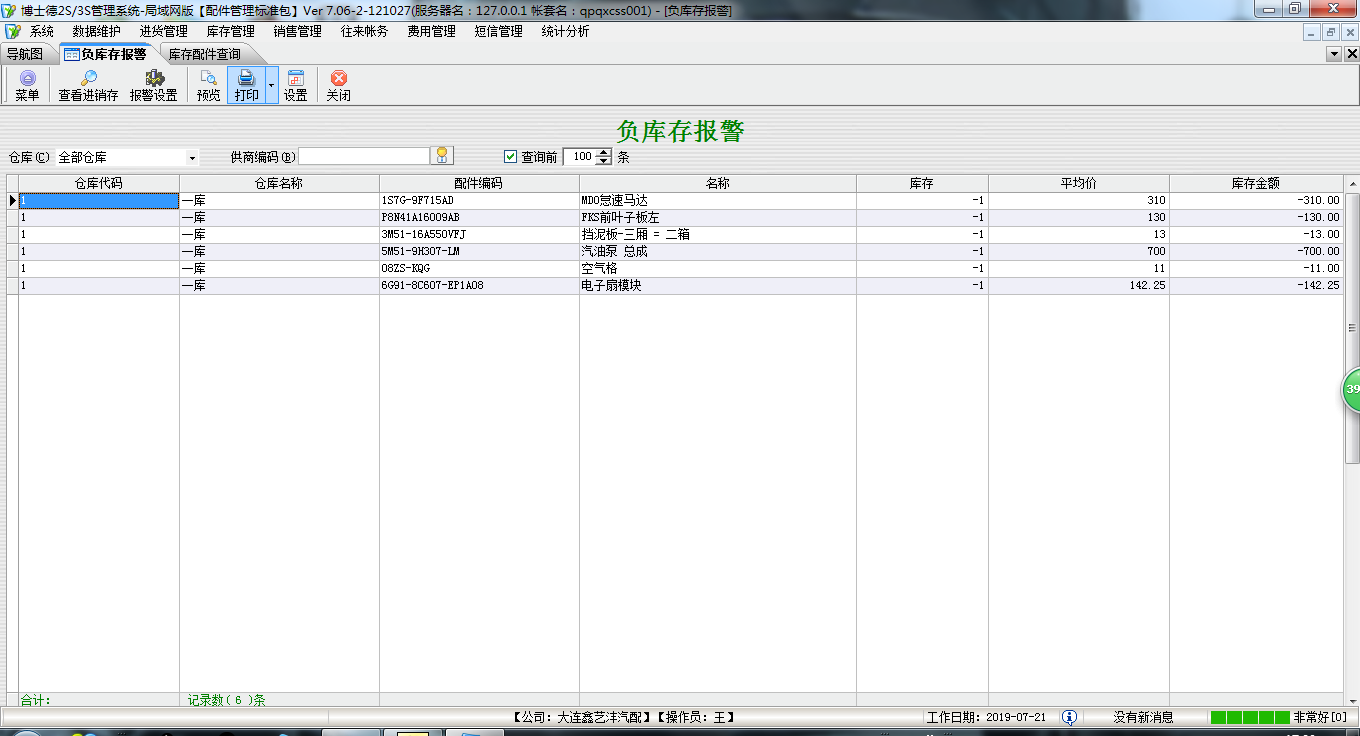 博士德2S/3S管理系统-局域网版【配件管理标准包】Ver 7.06-2-121027(服务器名：127.0.0.1 帐套名：qpqxcss001) - [负库存报警]
系统 数据维护 进货管理 库存管理 销售管理 往来帐务 费用管理 短信管理 统计分析
导航图 负库存报警 库存配件查询
菜单 查看进销存 报警设置 预览 打印 设置 关闭
负库存报警
仓库(C) 全部仓库 供商编码(B) 查询前 100 条
仓库代码 仓库名称 配件编码 名称 库存 平均价 库存金额
1 一库 1S7G-9F715AD MDO怠速马达 -1 310 -310.00
1 一库 P8N41A16009AB FKS前叶子板左 -1 130 -130.00
1 一库 3M51-16A550VFJ 挡泥板-三厢 = 二箱 -1 13 -13.00
1 一库 5M51-9H307-LM 汽油泵 总成 -1 700 -700.00
1 一库 08ZS-KQG 空气格 -1 11 -11.00
1 一库 6G91-8C607-EP1A08 电子扇模块 -1 142.25 -142.25
39
合计: 记录数( 6 )条
【公司：大连鑫艺沣汽配】【操作员：王】 工作日期: 2019-07-21 没有新消息 非常好[0]